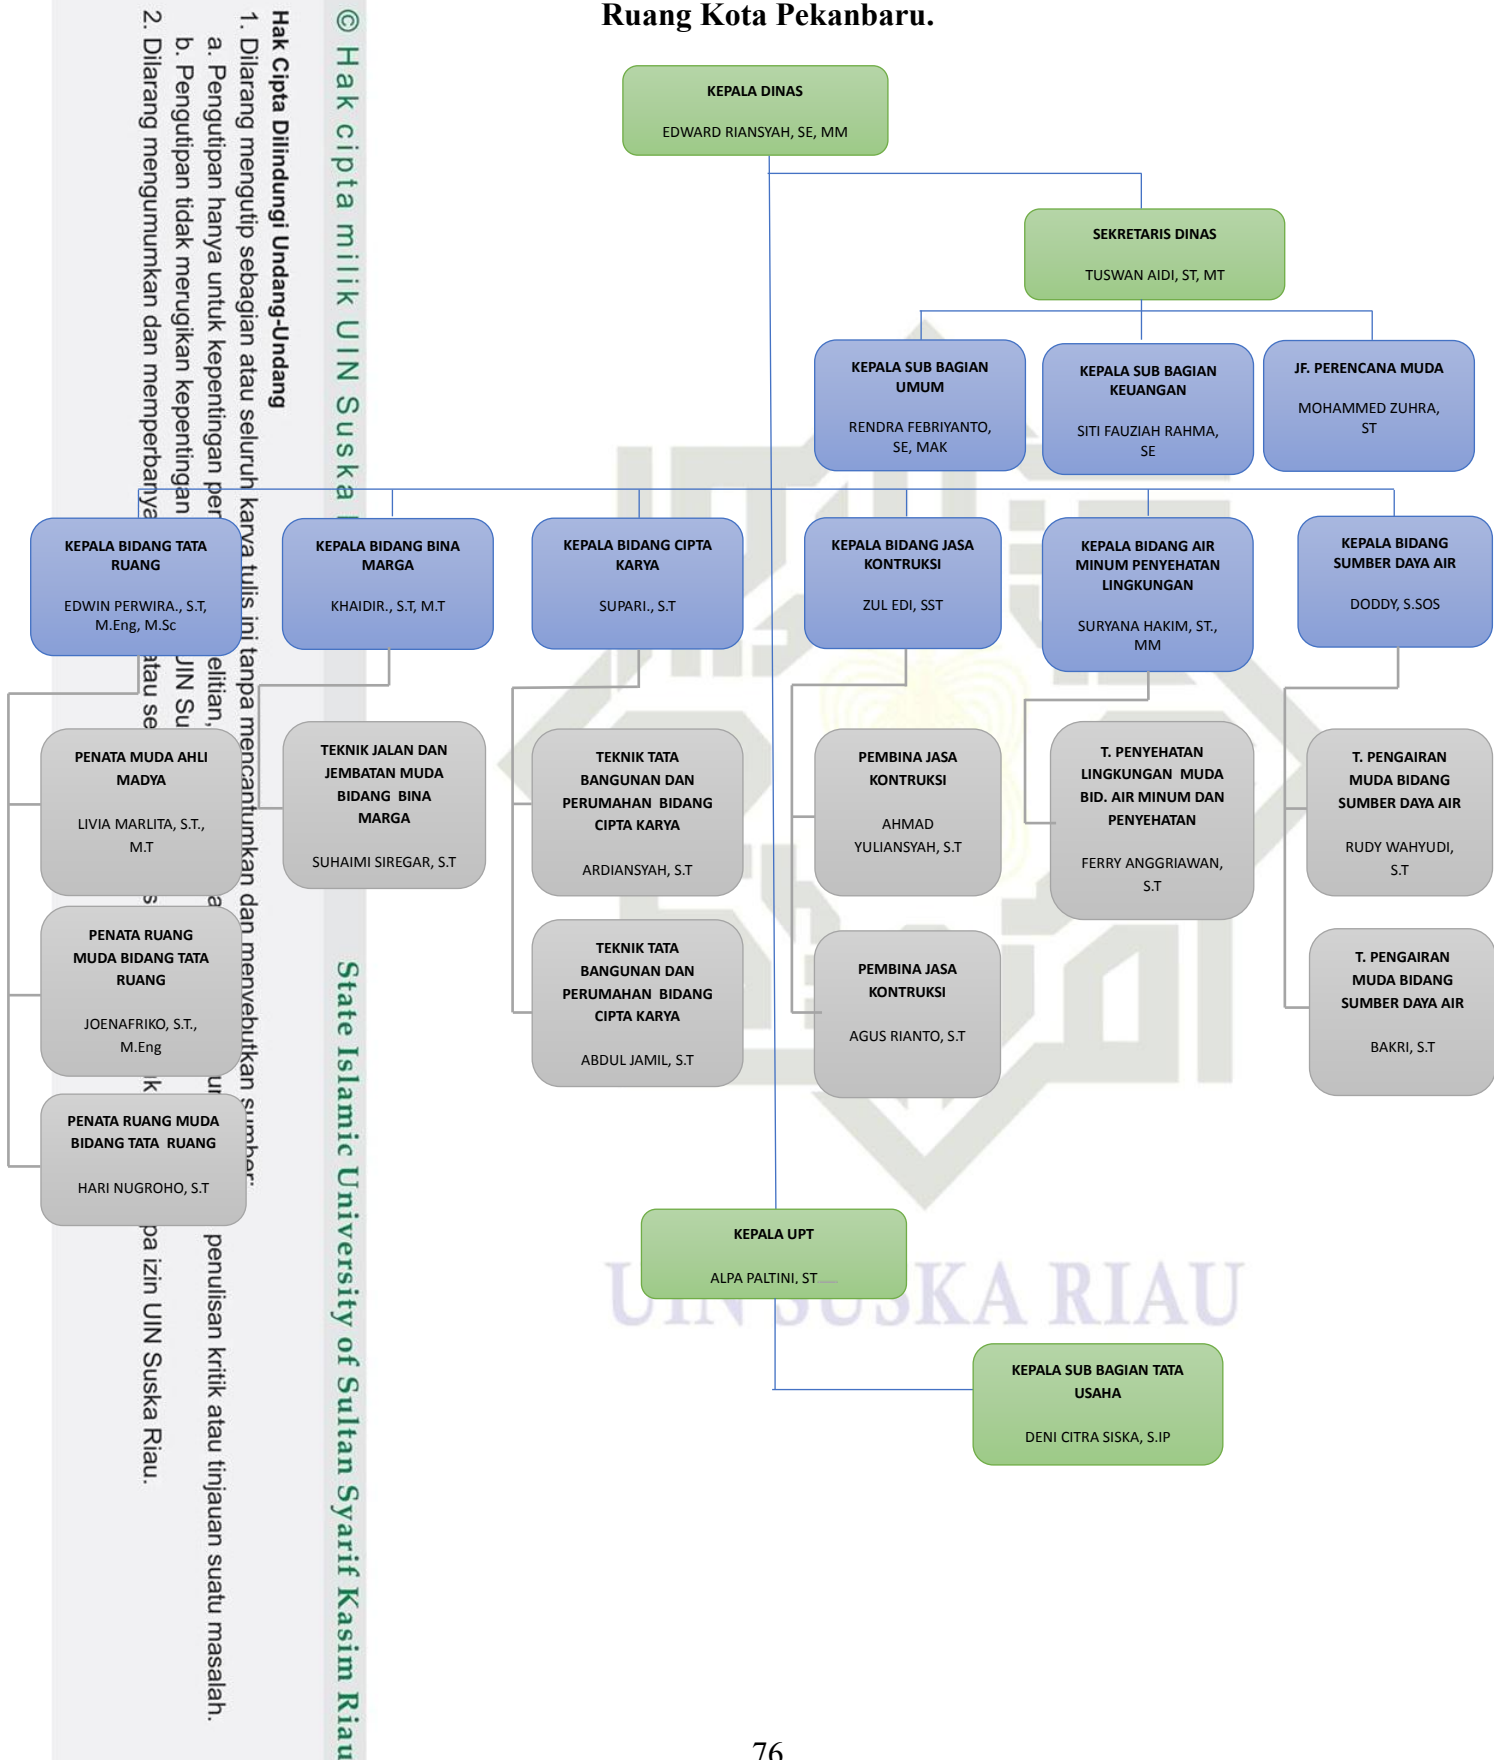 Ruang Kota Pekanbaru.
KEPALA DINAS
EDWARD RIANSYAH, SE, MM
SEKRETARIS DINAS
TUSWAN AIDI, ST, MT
KEPALA SUB BAGIAN
UMUM
RENDRA FEBRIYANTO,
SE, MAK
KEPALA SUB BAGIAN
KEUANGAN
SITI FAUZIAH RAHMA,
SE
JF. PERENCANA MUDA
MOHAMMED ZUHRA,
ST
KEPALA BIDANG TATA
RUANG
EDWIN PERWIRA., S.T,
M.Eng, M.Sc
KEPALA BIDANG BINA
MARGA
KHAIDIR., S.T, M.T
KEPALA BIDANG CIPTA
KARYA
SUPARI., S.T
KEPALA BIDANG JASA
KONTRUKSI
ZUL EDI, SST
KEPALA BIDANG AIR
MINUM PENYEHATAN
LINGKUNGAN
SURYANA HAKIM, ST.,
MM
KEPALA BIDANG
SUMBER DAYA AIR
DODDY, S.SOS
PENATA MUDA AHLI
MADYA
LIVIA MARLITA, S.T.,
M.T
PENATA RUANG
MUDA BIDANG TATA
RUANG
JOENAFRIKO, S.T.,
M.Eng
PENATA RUANG MUDA
BIDANG TATA RUANG
HARI NUGROHO, S.T
TEKNIK JALAN DAN
JEMBATAN MUDA
BIDANG BINA
MARGA
SUHAIMI SIREGAR, S.T
TEKNIK TATA
BANGUNAN DAN
PERUMAHAN BIDANG
CIPTA KARYA
ARDIANSYAH, S.T
TEKNIK TATA
BANGUNAN DAN
PERUMAHAN BIDANG
CIPTA KARYA
ABDUL JAMIL, S.T
PEMBINA JASA
KONTRUKSI
AHMAD
YULIANSYAH, S.T
PEMBINA JASA
KONTRUKSI
AGUS RIANTO, S.T
T. PENYEHATAN
LINGKUNGAN MUDA
BID. AIR MINUM DAN
PENYEHATAN
FERRY ANGGRIAWAN,
S.T
T. PENGAIRAN
MUDA BIDANG
SUMBER DAYA AIR
RUDY WAHYUDI,
S.T
T. PENGAIRAN
MUDA BIDANG
SUMBER DAYA AIR
BAKRI, S.T
KEPALA UPT
ALPA PALTINI, ST
KEPALA SUB BAGIAN TATA
USAHA
DENI CITRA SISKA, S.IP
UIN SUSKA RIAU
76
© Hak cipta milik UIN Suska
State Islamic University of Sultan Syarif Kasim Riau
Hak Cipta Dilindungi Undang-Undang
1. Dilarang mengutip sebagian atau seluruh karya tulis ini tanpa mencantumkan dan menyebutkan sumber:
a. Pengutipan hanya untuk kepentingan penulisan kritik atau tinjauan suatu masalah.
b. Pengutipan tidak merugikan kepentingan UIN
2. Dilarang mengumumkan dan memperbanya izin UIN Suska Riau.